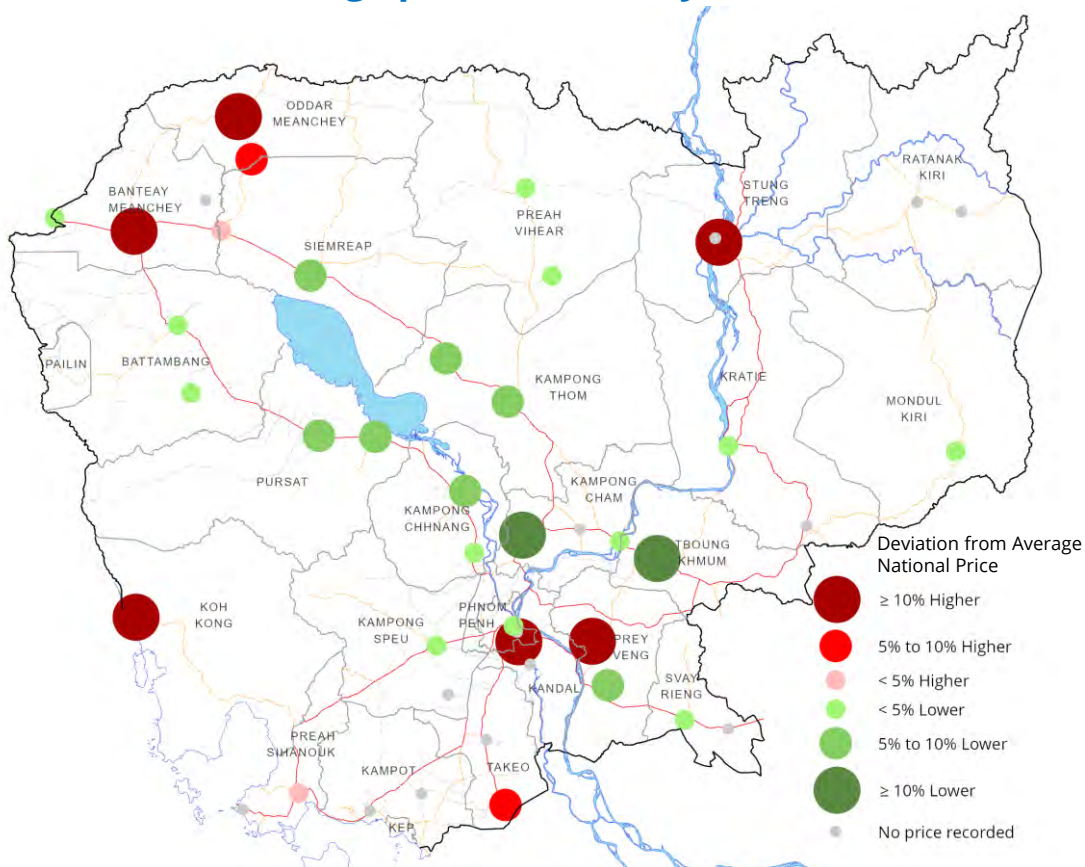 ODDAR
MEANCHEY
BANTEAY
MEANCHEY
SIEMREAP
PREAH
VIHEAR
STUNG
TRENG
RATANAK
KIRI
PAILIN
BATTAMBANG
KAMPONG
THOM
KRATIE
MONDUL
KIRI
PURSAT
KAMPONG
CHHNANG
KAMPONG
CHAM
TBOUNG
KHMUM
KOH
KONG
KAMPONG
SPEU
PHNOM
PENH
PREY
VENG
KANDAL
SVAY
RIENG
PREAH
SIHANOUK
KAMPOT
TAKEO
KEP
Deviation from Average
National Price
≥ 10% Higher
5% to 10% Higher
< 5% Higher
< 5% Lower
5% to 10% Lower
≥ 10% Lower
No price recorded